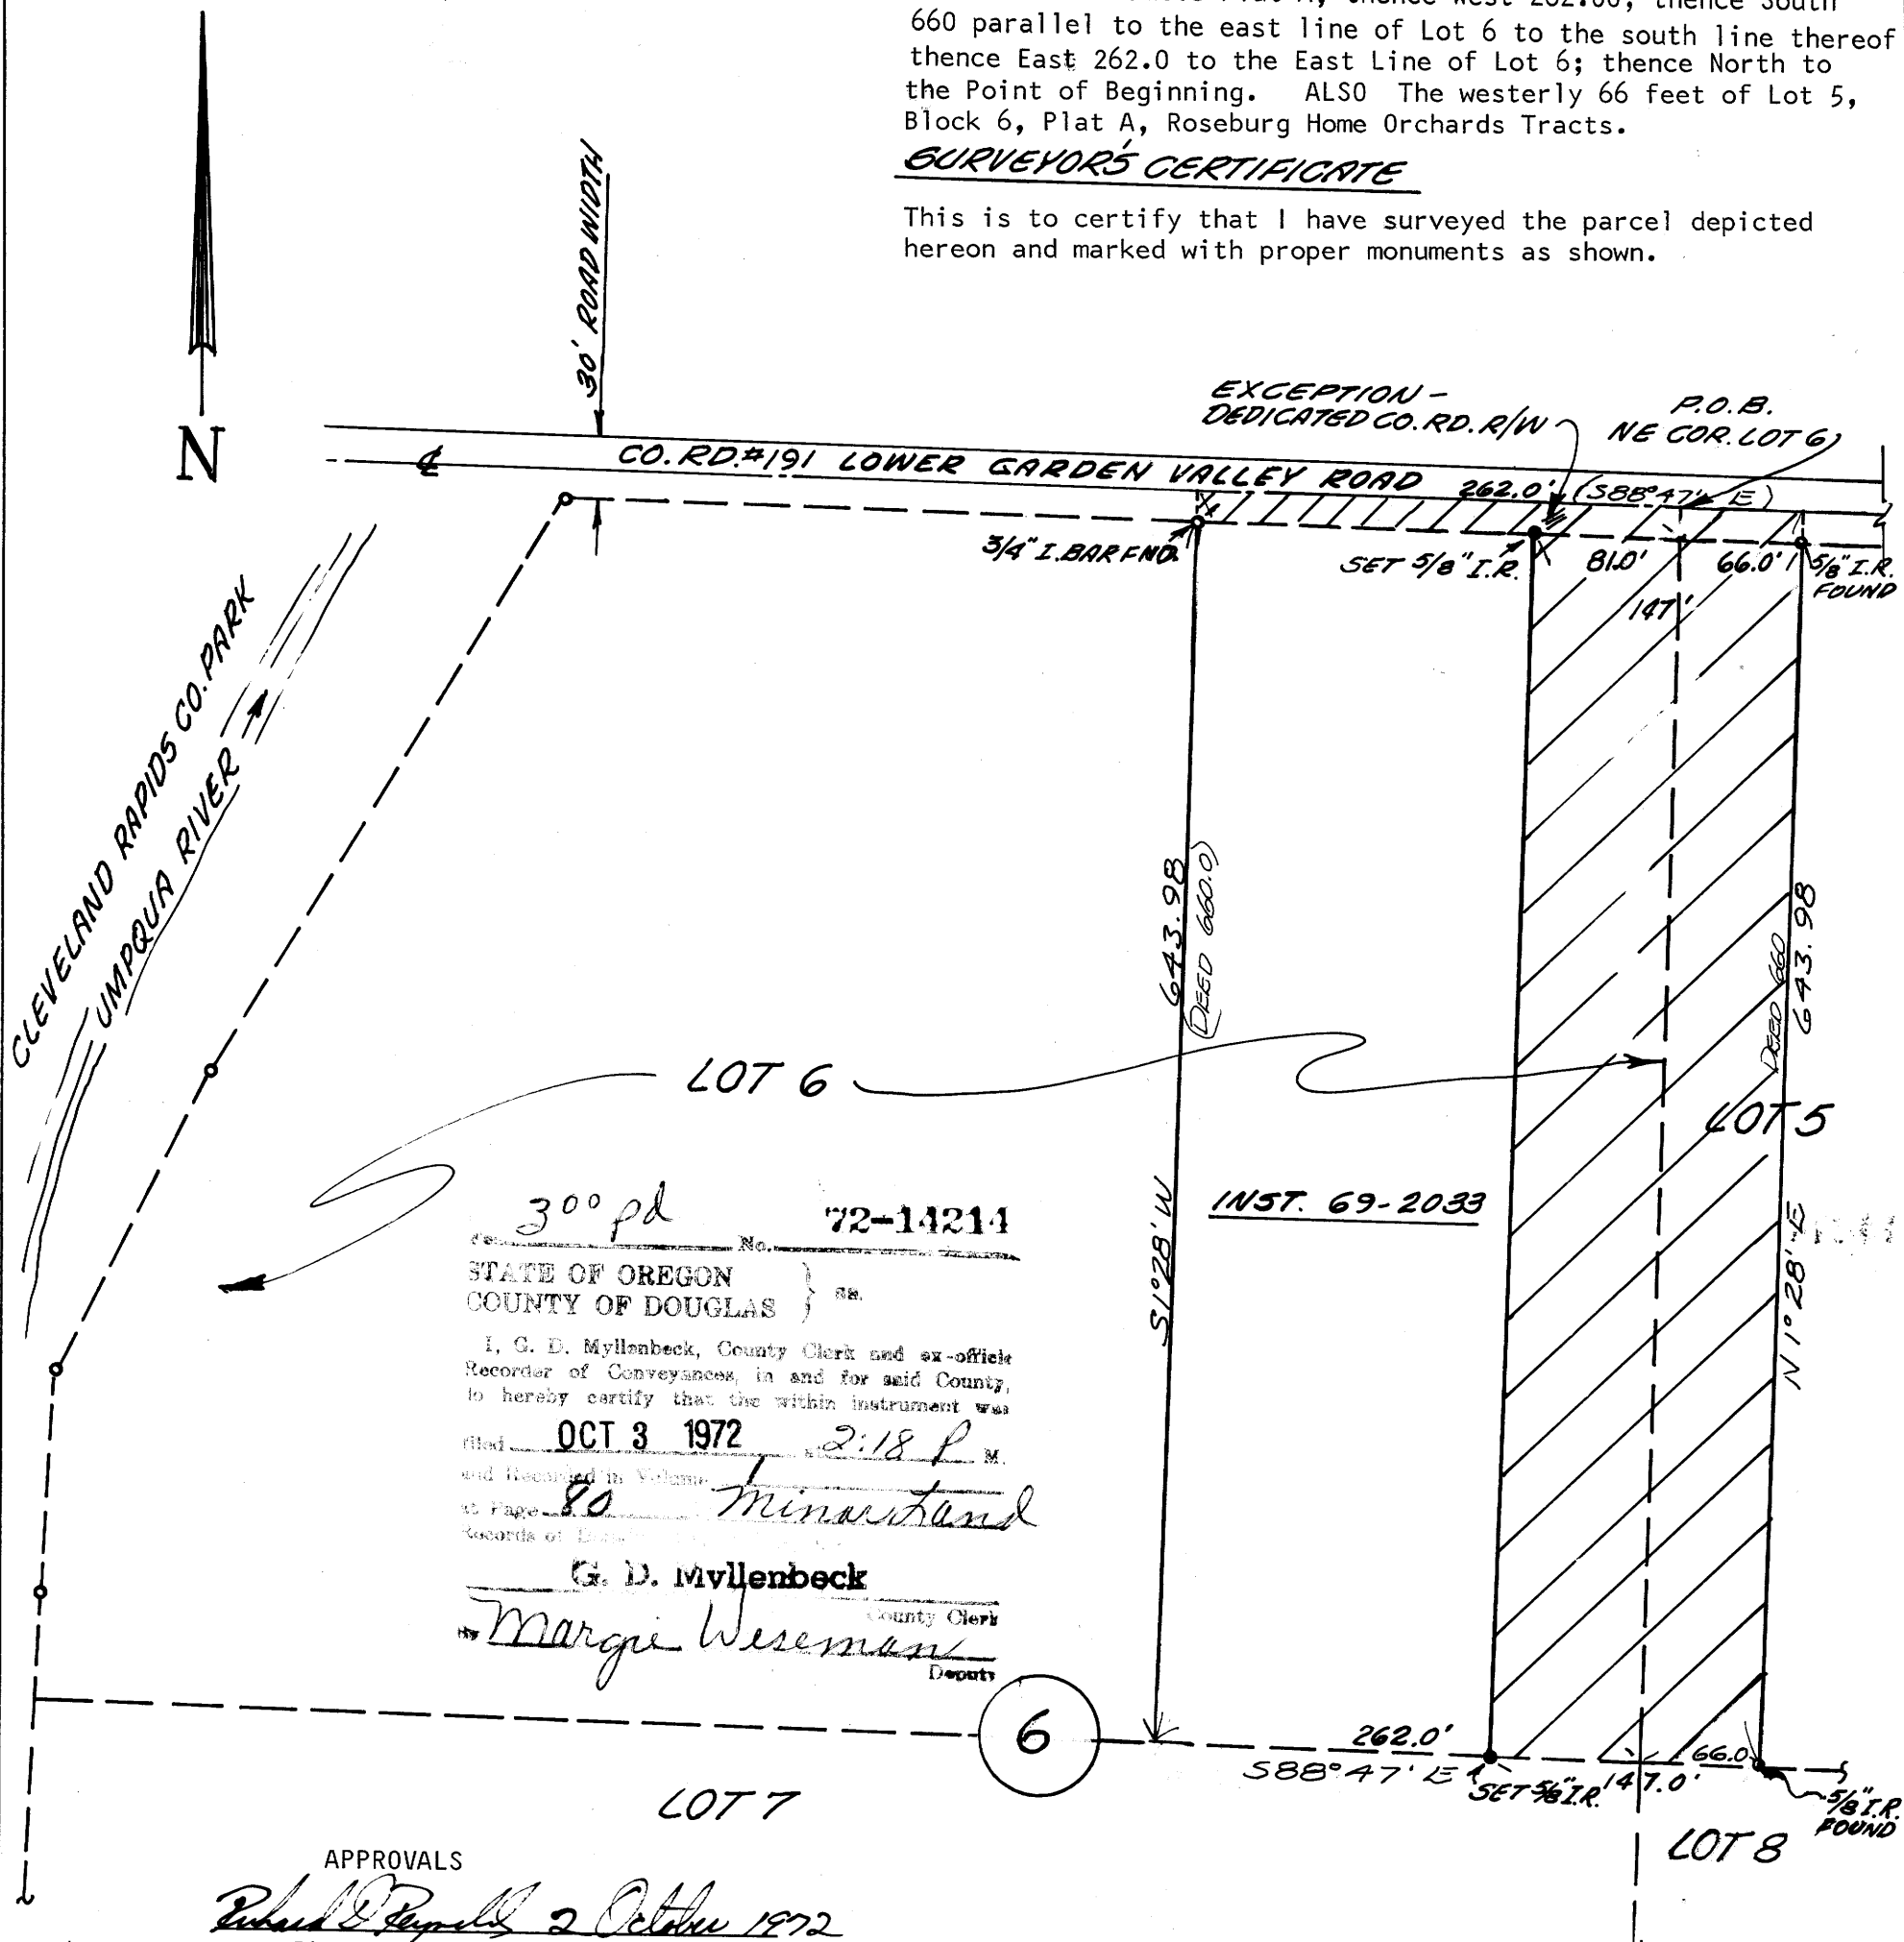 660 parallel to the east line of Lot 6 to the south line thereof
thence East 262.0 to the East Line of Lot 6; thence North to
the Point of Beginning. ALSO The westerly 66 feet of Lot 5,
Block 6, Plat A, Roseburg Home Orchards Tracts.
SURVEYOR'S CERTIFICATE
This is to certify that I have surveyed the parcel depicted
hereon and marked with proper monuments as shown.
30' ROAD WIDTH
N
EXCEPTION -
DEDICATED CO. RD. R/W
P.O.B.
NE COR. LOT 6
℄
CO. RD. #191 LOWER GARDEN VALLEY ROAD
262.0' (S88°47' E)
3/4" I. BAR FND.
SET 5/8" I.R.
81.0'
66.0'
5/8" I.R.
FOUND
147'
CLEVELAND RAPIDS CO. PARK
UMPQUA RIVER
643.98
(DEED 660.0)
S1°28'W
DEED 660
643.98
N 1°28' E
LOT 6
LOT 5
INST. 69-2033
300 pd
No. 72-14214
STATE OF OREGON
COUNTY OF DOUGLAS } ss.
I, G. D. Myllenbeck, County Clerk and ex-officio
Recorder of Conveyances, in and for said County,
do hereby certify that the within instrument was
filed OCT 3 1972 at 2:18 P M.
and Recorded in Volume 1
at Page 80 Minor Land
Records of
G. D. Myllenbeck
County Clerk
By Margie Weseman
Deputy
6
262.0'
S88°47' E
SET 5/8" I.R.
147.0'
66.0
5/8" I.R.
FOUND
LOT 7
LOT 8
APPROVALS
Richard D Reynolds 2 October 1972